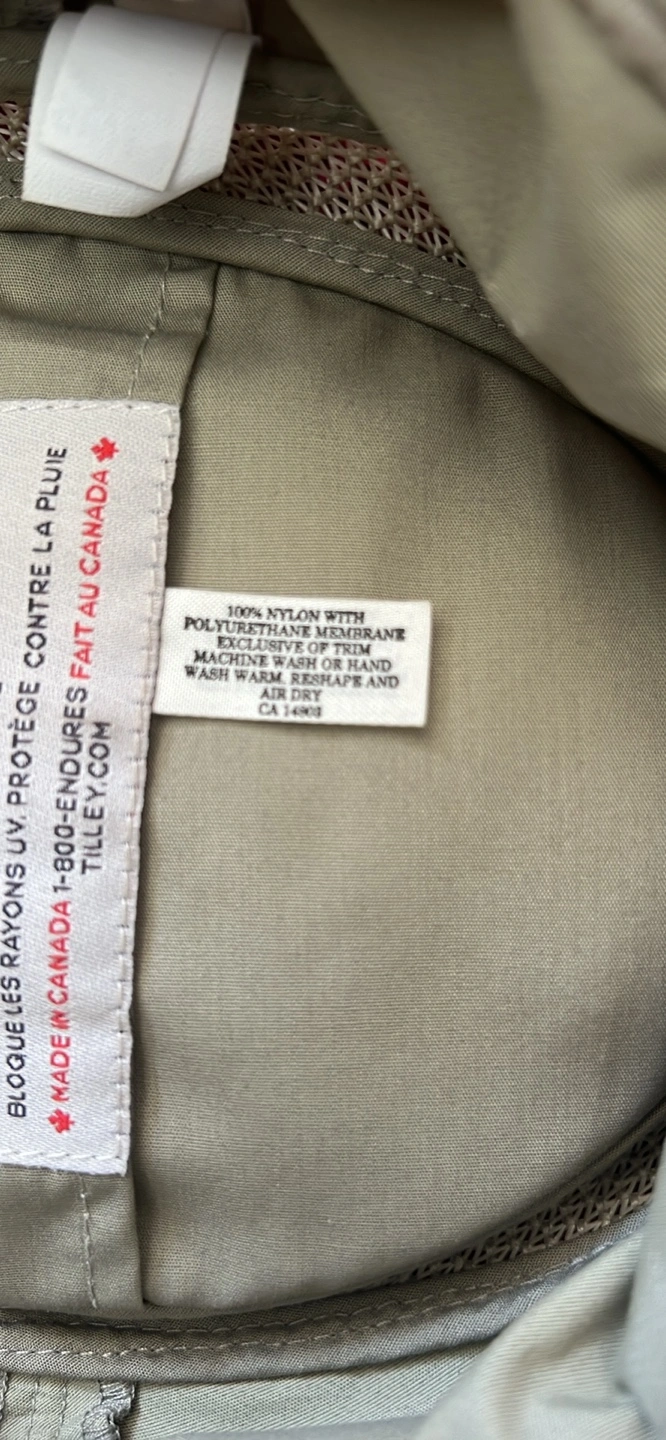 BLOQUE LES RAYONS UV, PROTÈGE CONTRE LA PLUIE
MADE IN CANADA 1-800-ENDURES FAIT AU CANADA
TILLEY.COM
100% NYLON WITH
POLYURETHANE MEMBRANE
EXCLUSIVE OF TRIM
MACHINE WASH OR HAND
WASH WARM, RESHAPE AND
AIR DRY
CA 14803